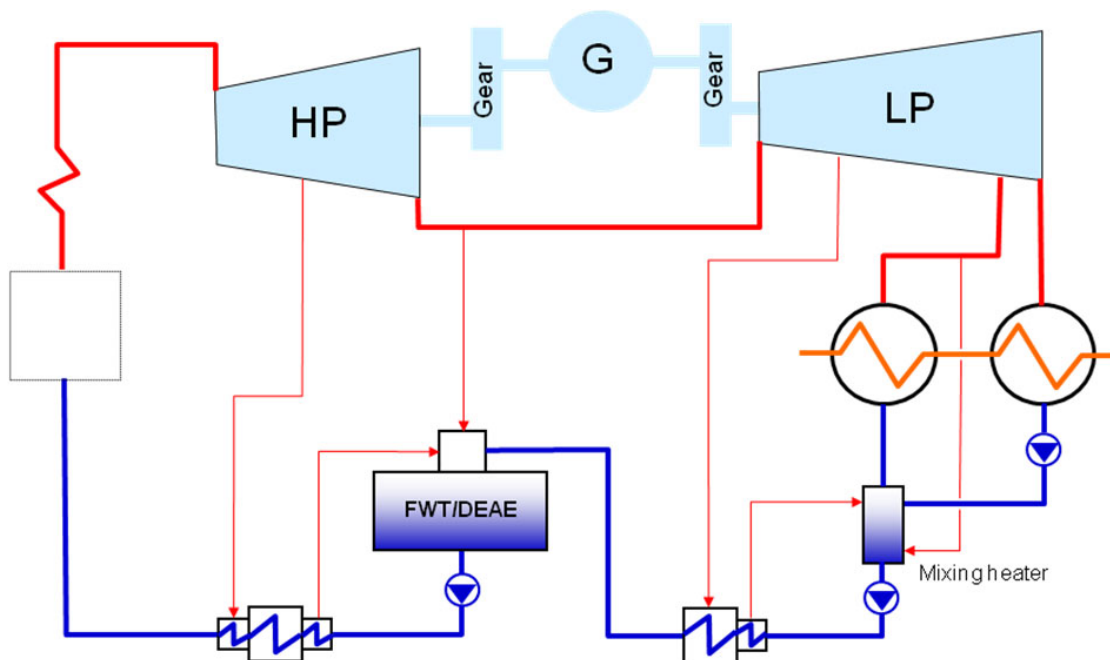 HP
Gear
G
Gear
LP
FWT/DEAE
Mixing heater